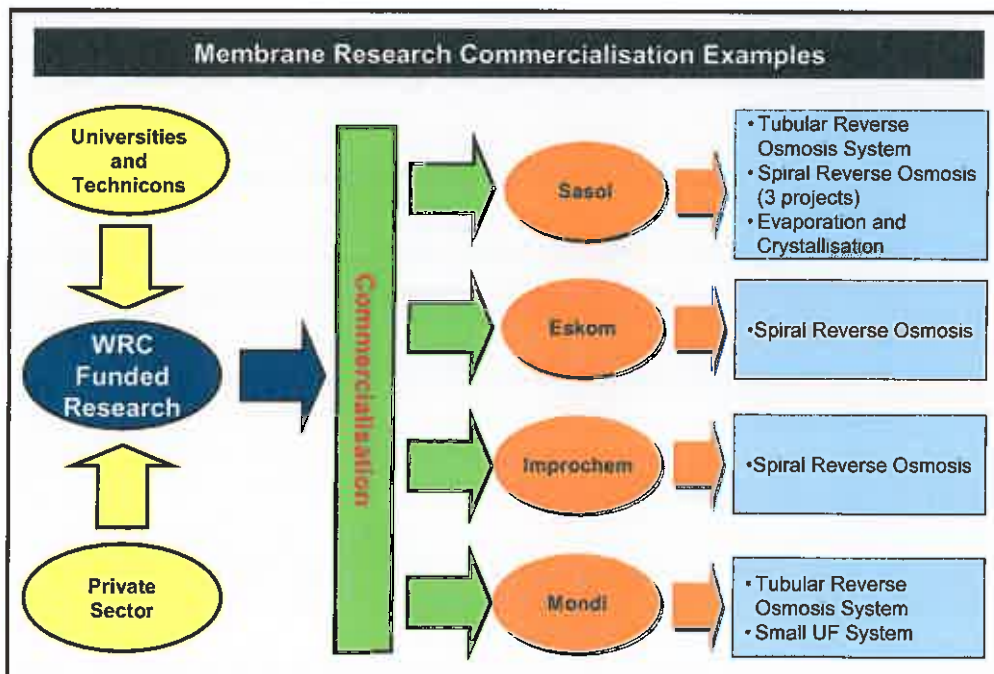 Membrane Research Commercialisation Examples
Universities
and
Technicons
WRC
Funded
Research
Private
Sector
Commercialisation
Sasol
• Tubular Reverse
Osmosis System
• Spiral Reverse Osmosis
(3 projects)
• Evaporation and
Crystallisation
Eskom
•Spiral Reverse Osmosis
Improchem
•Spiral Reverse Osmosis
Mondi
• Tubular Reverse
Osmosis System
• Small UF System